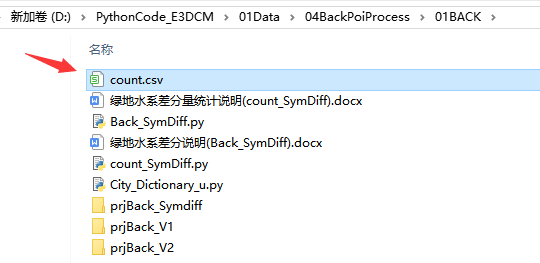 新加卷 (D:) > PythonCode_E3DCM > 01Data > 04BackPoiProcess > 01BACK >
名称
count.csv
绿地水系差分量统计说明(count_SymDiff).docx
Back_SymDiff.py
绿地水系差分说明(Back_SymDiff).docx
count_SymDiff.py
City_Dictionary_u.py
prjBack_Symdiff
prjBack_V1
prjBack_V2